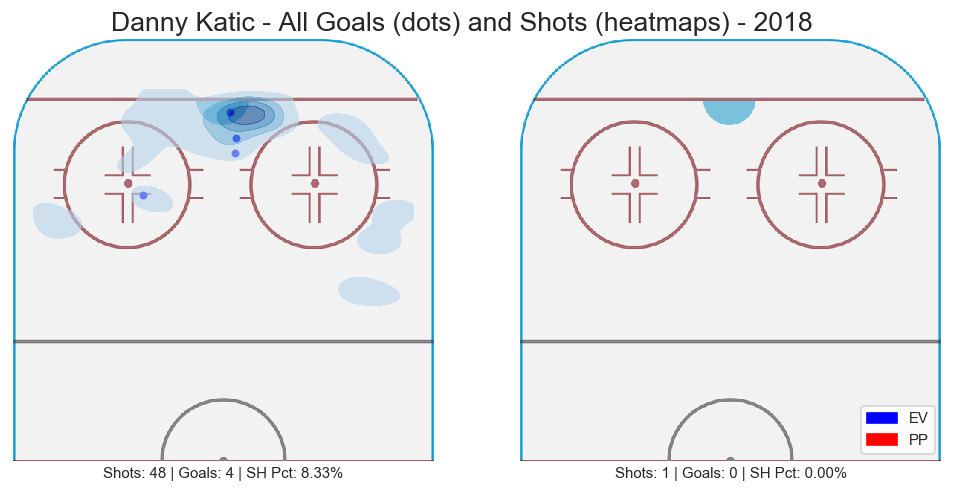 Danny Katic - All Goals (dots) and Shots (heatmaps) - 2018
EV
PP
Shots: 48 | Goals: 4 | SH Pct: 8.33%
Shots: 1 | Goals: 0 | SH Pct: 0.00%